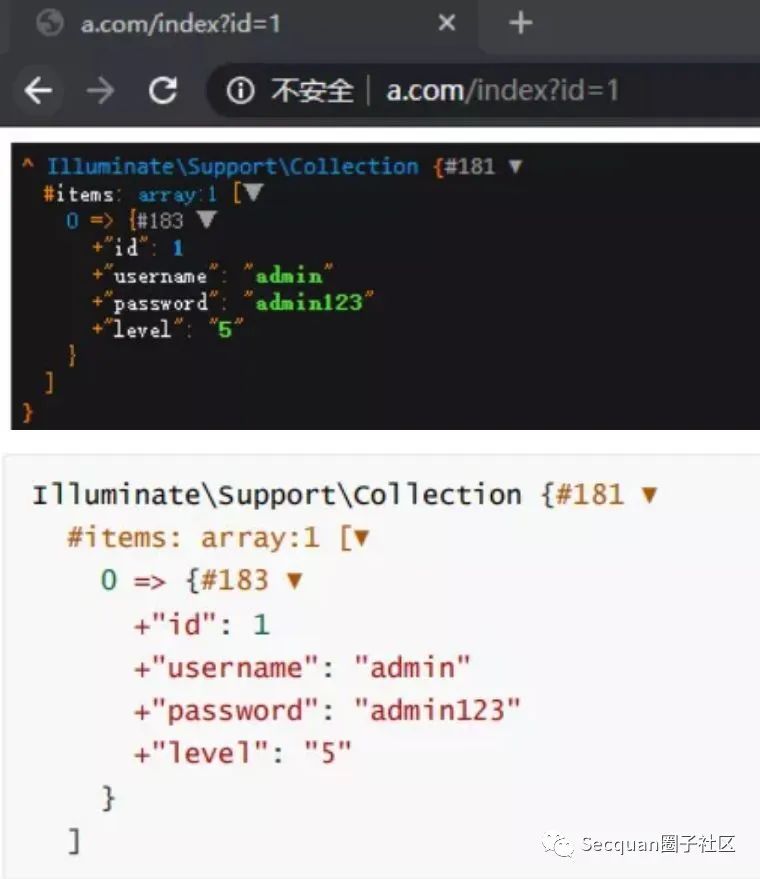 a.com/index?id=1
不安全 a.com/index?id=1
^ Illuminate\Support\Collection {#181 ▼
#items: array:1 [▼
0 => {#183 ▼
+"id": 1
+"username": "admin"
+"password": "admin123"
+"level": "5"
}
]
}
Illuminate\Support\Collection {#181 ▼
#items: array:1 [▼
0 => {#183 ▼
+"id": 1
+"username": "admin"
+"password": "admin123"
+"level": "5"
}
]
Secquan圈子社区